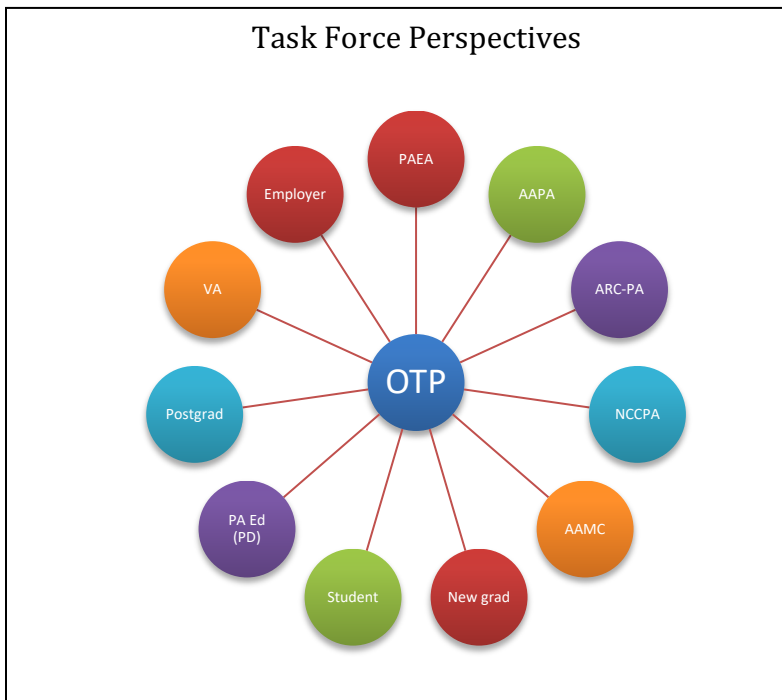 Task Force Perspectives
PAEA
AAPA
ARC-PA
NCCPA
AAMC
New grad
Student
PA Ed
(PD)
Postgrad
VA
Employer
OTP